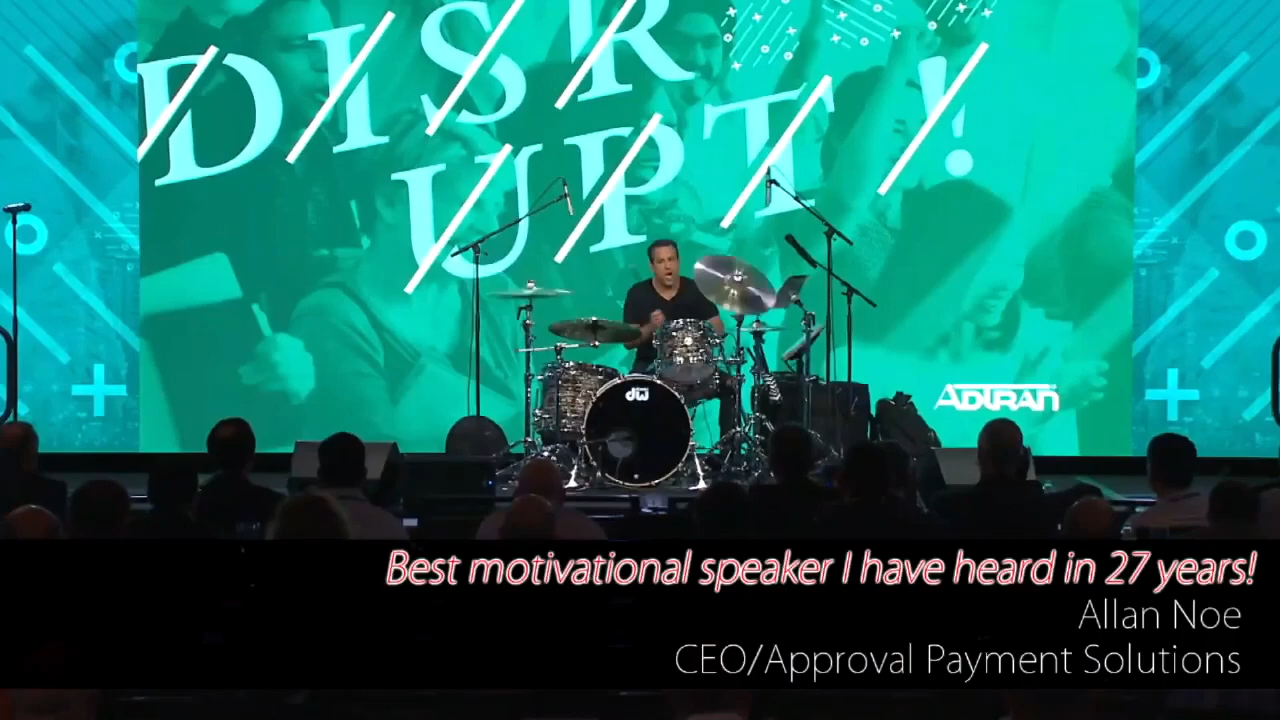 DISR
UPT!
dw
ADTRAN
Best motivational speaker I have heard in 27 years!
Allan Noe
CEO/Approval Payment Solutions